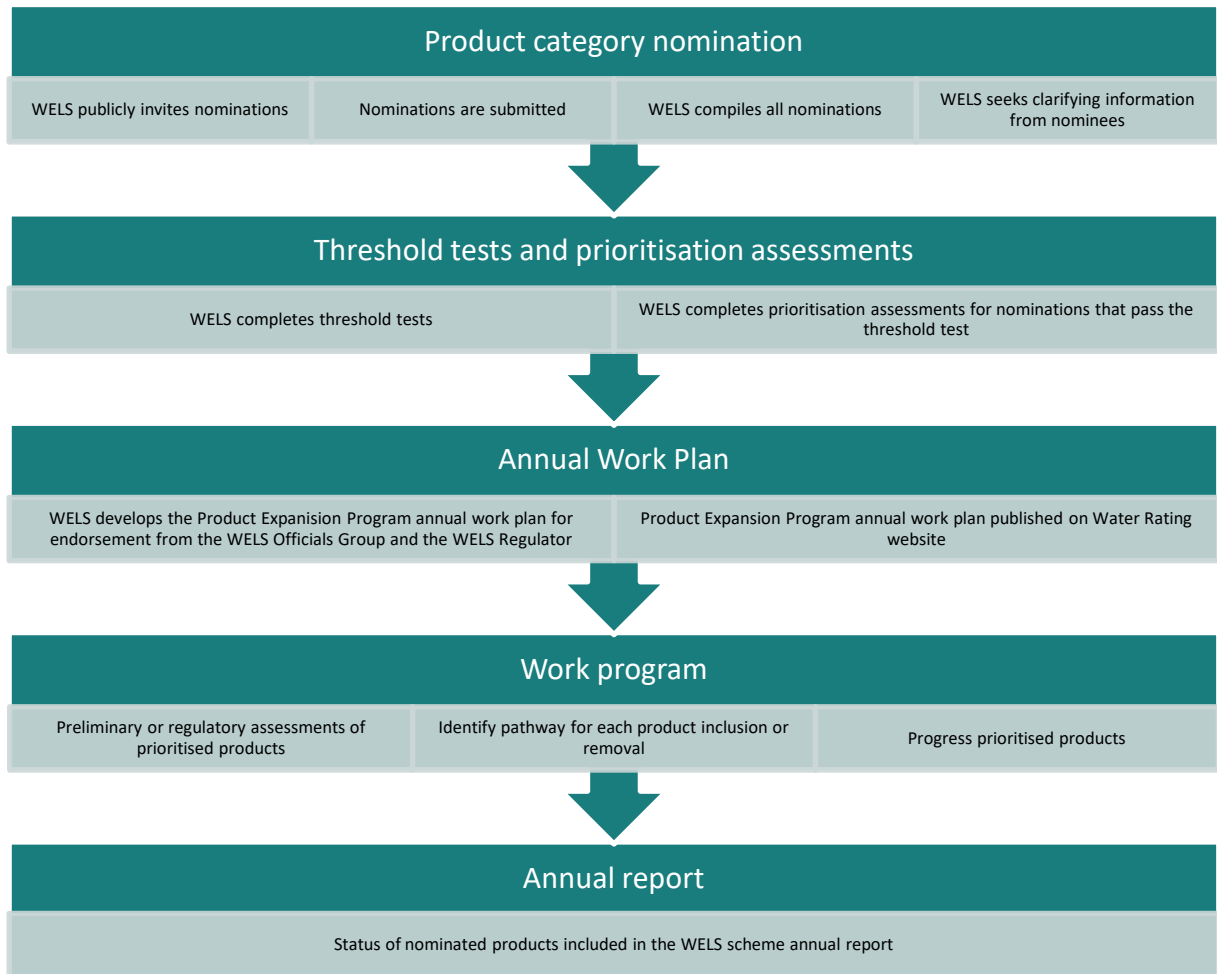 Product category nomination
WELS publicly invites nominations
Nominations are submitted
WELS compiles all nominations
WELS seeks clarifying information
from nominees
Threshold tests and prioritisation assessments
WELS completes threshold tests
WELS completes prioritisation assessments for nominations that pass the
threshold test
Annual Work Plan
WELS develops the Product Expanision Program annual work plan for
endorsement from the WELS Officials Group and the WELS Regulator
Product Expansion Program annual work plan published on Water Rating
website
Work program
Preliminary or regulatory assessments of
prioritised products
Identify pathway for each product inclusion or
removal
Progress prioritised products
Annual report
Status of nominated products included in the WELS scheme annual report